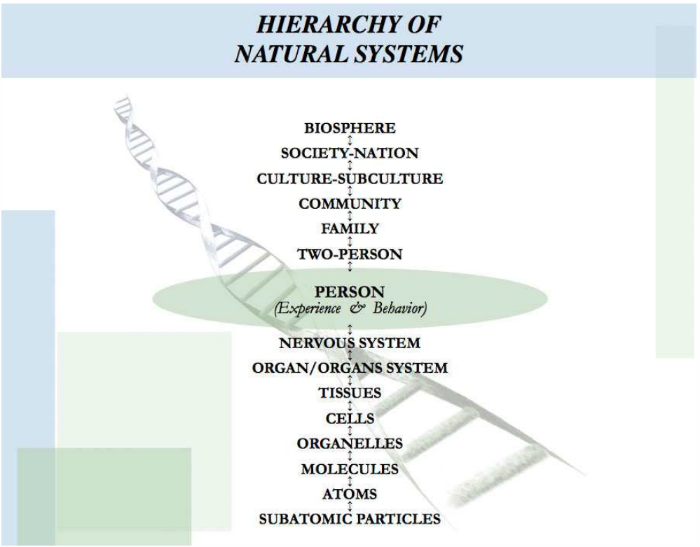 HIERARCHY OF
NATURAL SYSTEMS
BIOSPHERE
SOCIETY-NATION
CULTURE-SUBCULTURE
COMMUNITY
FAMILY
TWO-PERSON
PERSON
(Experience & Behavior)
NERVOUS SYSTEM
ORGAN/ORGANS SYSTEM
TISSUES
CELLS
ORGANELLES
MOLECULES
ATOMS
SUBATOMIC PARTICLES